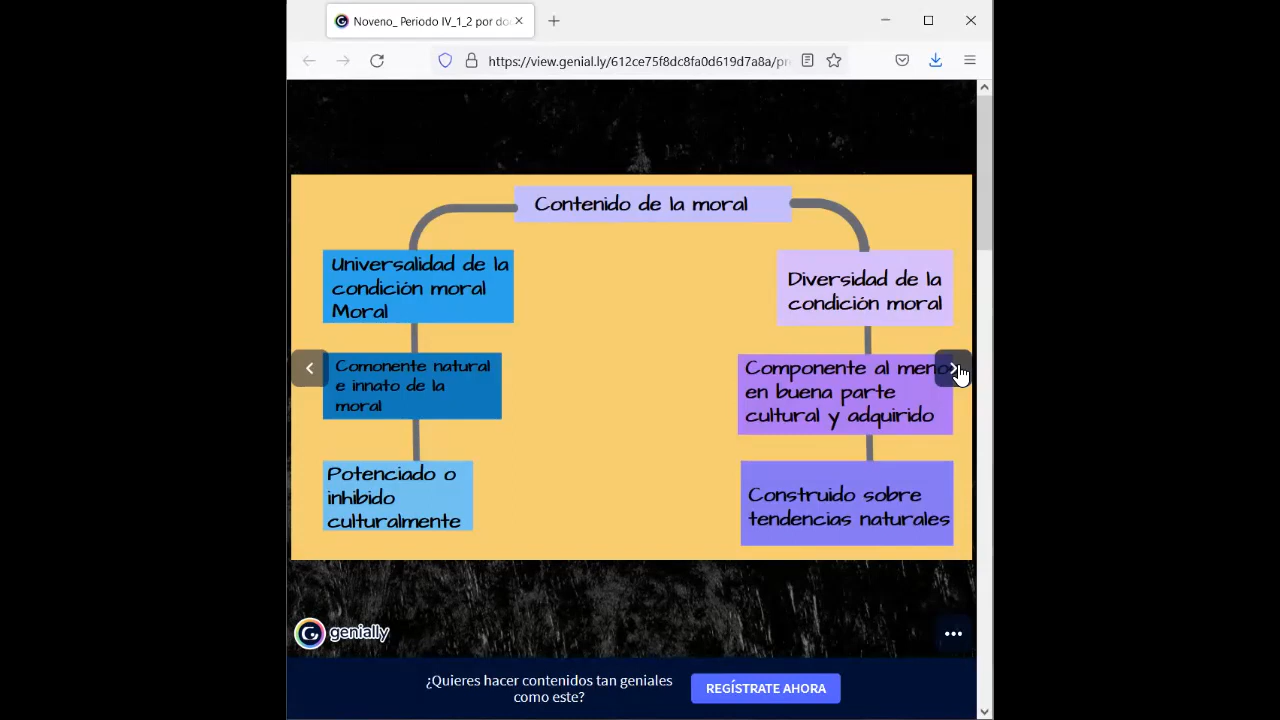 Noveno_ Periodo IV_1_2 por do
https://view.genial.ly/612ce75f8dc8fa0d619d7a8a/pr
Contenido de la moral
Universalidad de la
condición moral
Moral
Diversidad de la
condición moral
Comonente natural
e innato de la
moral
Componente al meno
en buena parte
cultural y adquirido
Potenciado o
inhibido
culturalmente
Construido sobre
tendencias naturales
genially
¿Quieres hacer contenidos tan geniales
como este?
REGÍSTRATE AHORA